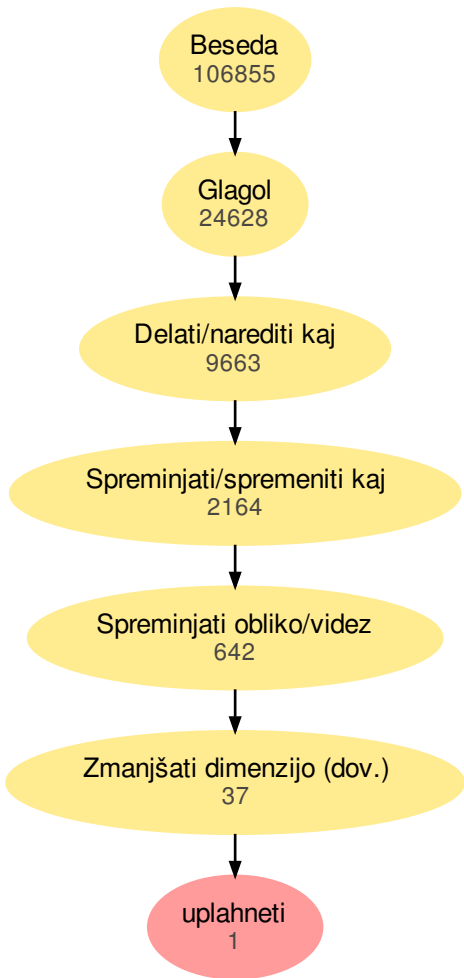 Beseda
106855
Glagol
24628
Delati/narediti kaj
9663
Spreminjati/spremeniti kaj
2164
Spreminjati obliko/videz
642
Zmanjšati dimenzijo (dov.)
37
uplahneti
1